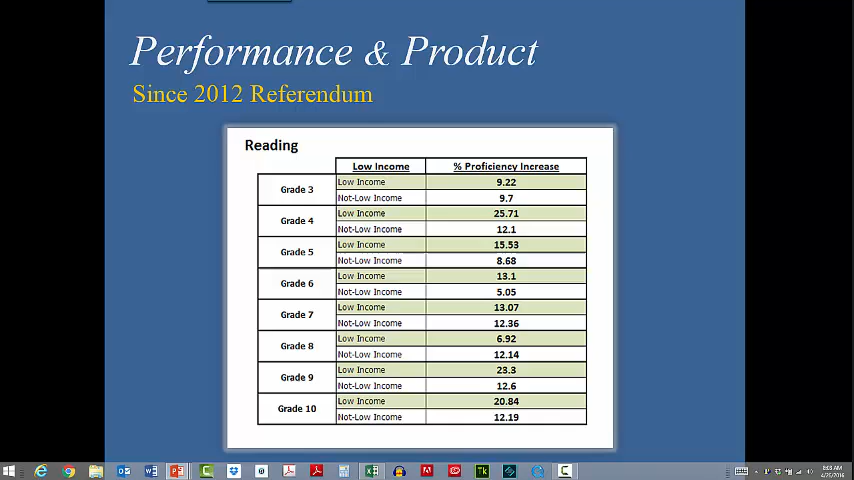 Performance & Product
Since 2012 Referendum
Reading
Low Income % Proficiency Increase
Grade 3
Low Income 9.22
Not-Low Income 9.7
Grade 4
Low Income 25.71
Not-Low Income 12.1
Grade 5
Low Income 15.53
Not-Low Income 8.68
Grade 6
Low Income 13.1
Not-Low Income 5.05
Grade 7
Low Income 13.07
Not-Low Income 12.36
Grade 8
Low Income 6.92
Not-Low Income 12.14
Grade 9
Low Income 23.3
Not-Low Income 12.6
Grade 10
Low Income 20.84
Not-Low Income 12.19
Tk
4/25/2016